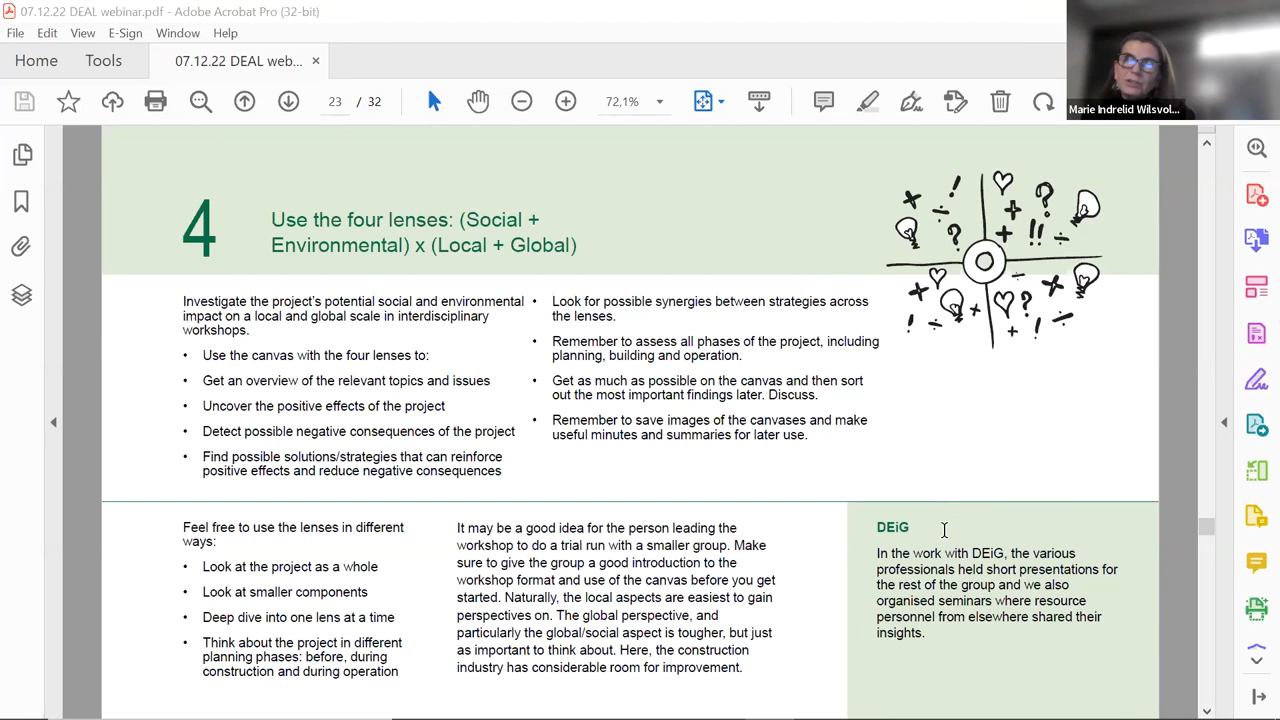 07.12.22 DEAL webinar.pdf - Adobe Acrobat Pro (32-bit)
File Edit View E-Sign Window Help
Home Tools 07.12.22 DEAL web... ×
23 / 32 72,1%
Marie Indrelid Wilsvol...
4
Use the four lenses: (Social +
Environmental) x (Local + Global)
Investigate the project's potential social and environmental
impact on a local and global scale in interdisciplinary
workshops.
• Use the canvas with the four lenses to:
• Get an overview of the relevant topics and issues
• Uncover the positive effects of the project
• Detect possible negative consequences of the project
• Find possible solutions/strategies that can reinforce
positive effects and reduce negative consequences
• Look for possible synergies between strategies across
the lenses.
• Remember to assess all phases of the project, including
planning, building and operation.
• Get as much as possible on the canvas and then sort
out the most important findings later. Discuss.
• Remember to save images of the canvases and make
useful minutes and summaries for later use.
Feel free to use the lenses in different
ways:
• Look at the project as a whole
• Look at smaller components
• Deep dive into one lens at a time
• Think about the project in different
planning phases: before, during
construction and during operation
It may be a good idea for the person leading the
workshop to do a trial run with a smaller group. Make
sure to give the group a good introduction to the
workshop format and use of the canvas before you get
started. Naturally, the local aspects are easiest to gain
perspectives on. The global perspective, and
particularly the global/social aspect is tougher, but just
as important to think about. Here, the construction
industry has considerable room for improvement.
DEiG
In the work with DEiG, the various
professionals held short presentations for
the rest of the group and we also
organised seminars where resource
personnel from elsewhere shared their
insights.